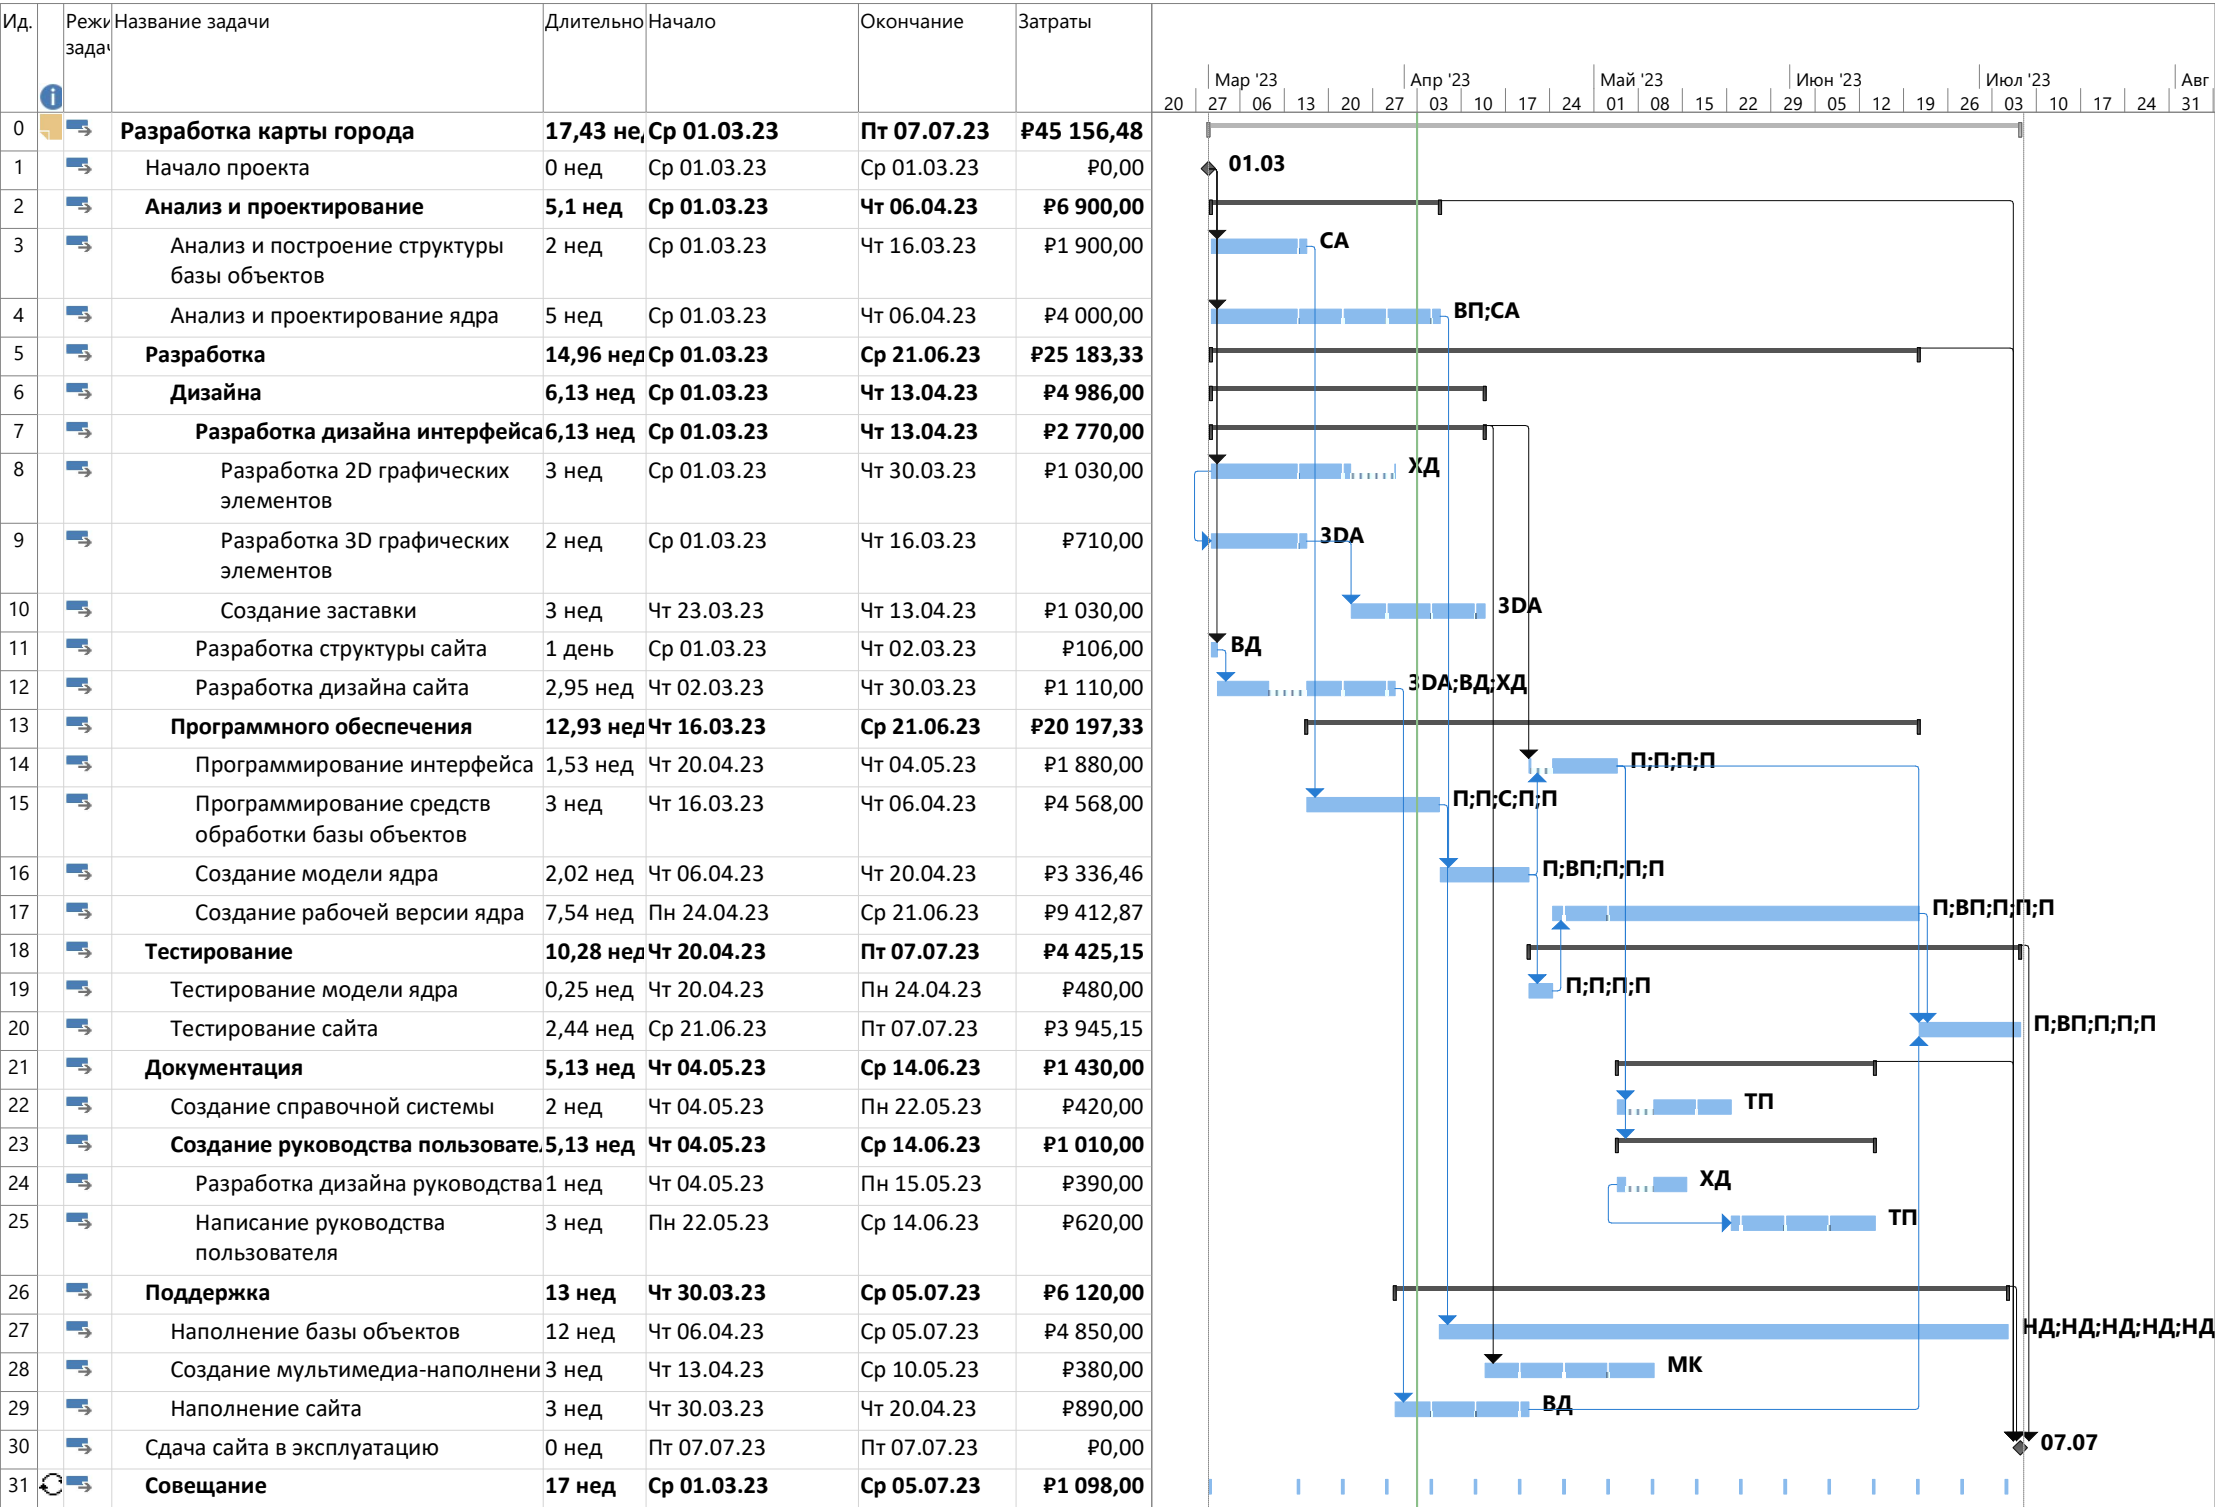 Ид. Режи Название задачи Длительно Начало Окончание Затраты
задач
Мар '23 Апр '23 Май '23 Июн '23 Июл '23 Авг
20 27 06 13 20 27 03 10 17 24 01 08 15 22 29 05 12 19 26 03 10 17 24 31
0 Разработка карты города 17,43 не Ср 01.03.23 Пт 07.07.23 ₽45 156,48
1 Начало проекта 0 нед Ср 01.03.23 Ср 01.03.23 ₽0,00 01.03
2 Анализ и проектирование 5,1 нед Ср 01.03.23 Чт 06.04.23 ₽6 900,00
3 Анализ и построение структуры 2 нед Ср 01.03.23 Чт 16.03.23 ₽1 900,00 СА
базы объектов
4 Анализ и проектирование ядра 5 нед Ср 01.03.23 Чт 06.04.23 ₽4 000,00 ВП;СА
5 Разработка 14,96 нед Ср 01.03.23 Ср 21.06.23 ₽25 183,33
6 Дизайна 6,13 нед Ср 01.03.23 Чт 13.04.23 ₽4 986,00
7 Разработка дизайна интерфейса 6,13 нед Ср 01.03.23 Чт 13.04.23 ₽2 770,00
8 Разработка 2D графических 3 нед Ср 01.03.23 Чт 30.03.23 ₽1 030,00 ХД
элементов
9 Разработка 3D графических 2 нед Ср 01.03.23 Чт 16.03.23 ₽710,00 3DА
элементов
10 Создание заставки 3 нед Чт 23.03.23 Чт 13.04.23 ₽1 030,00 3DА
11 Разработка структуры сайта 1 день Ср 01.03.23 Чт 02.03.23 ₽106,00 ВД
12 Разработка дизайна сайта 2,95 нед Чт 02.03.23 Чт 30.03.23 ₽1 110,00 3DА;ВД;ХД
13 Программного обеспечения 12,93 нед Чт 16.03.23 Ср 21.06.23 ₽20 197,33
14 Программирование интерфейса 1,53 нед Чт 20.04.23 Чт 04.05.23 ₽1 880,00 П;П;П;П
15 Программирование средств 3 нед Чт 16.03.23 Чт 06.04.23 ₽4 568,00 П;П;С;П;П
обработки базы объектов
16 Создание модели ядра 2,02 нед Чт 06.04.23 Чт 20.04.23 ₽3 336,46 П;ВП;П;П;П
17 Создание рабочей версии ядра 7,54 нед Пн 24.04.23 Ср 21.06.23 ₽9 412,87 П;ВП;П;П;П
18 Тестирование 10,28 нед Чт 20.04.23 Пт 07.07.23 ₽4 425,15
19 Тестирование модели ядра 0,25 нед Чт 20.04.23 Пн 24.04.23 ₽480,00 П;П;П;П
20 Тестирование сайта 2,44 нед Ср 21.06.23 Пт 07.07.23 ₽3 945,15 П;ВП;П;П;П
21 Документация 5,13 нед Чт 04.05.23 Ср 14.06.23 ₽1 430,00
22 Создание справочной системы 2 нед Чт 04.05.23 Пн 22.05.23 ₽420,00 ТП
23 Создание руководства пользовате 5,13 нед Чт 04.05.23 Ср 14.06.23 ₽1 010,00
24 Разработка дизайна руководства 1 нед Чт 04.05.23 Пн 15.05.23 ₽390,00 ХД
25 Написание руководства 3 нед Пн 22.05.23 Ср 14.06.23 ₽620,00 ТП
пользователя
26 Поддержка 13 нед Чт 30.03.23 Ср 05.07.23 ₽6 120,00
27 Наполнение базы объектов 12 нед Чт 06.04.23 Ср 05.07.23 ₽4 850,00 НД;НД;НД;НД;НД
28 Создание мультимедиа-наполнени 3 нед Чт 13.04.23 Ср 10.05.23 ₽380,00 МК
29 Наполнение сайта 3 нед Чт 30.03.23 Чт 20.04.23 ₽890,00 ВД
30 Сдача сайта в эксплуатацию 0 нед Пт 07.07.23 Пт 07.07.23 ₽0,00 07.07
31 Совещание 17 нед Ср 01.03.23 Ср 05.07.23 ₽1 098,00